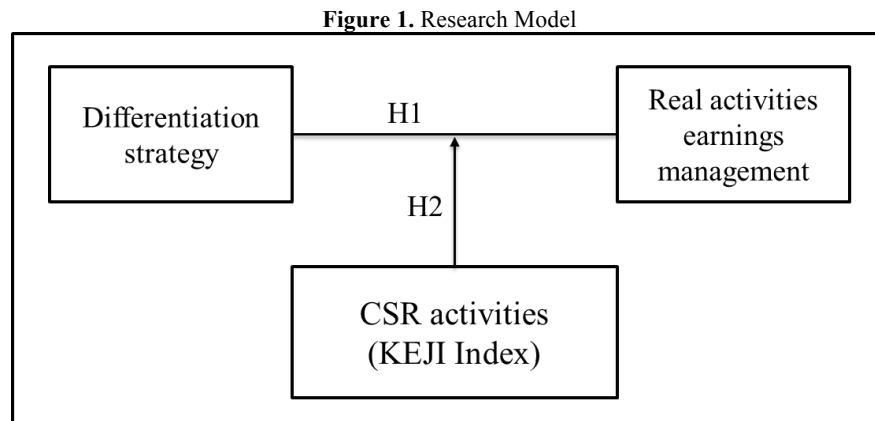 Figure 1. Research Model
Differentiation
strategy
H1
Real activities
earnings
management
H2
CSR activities
(KEJI Index)